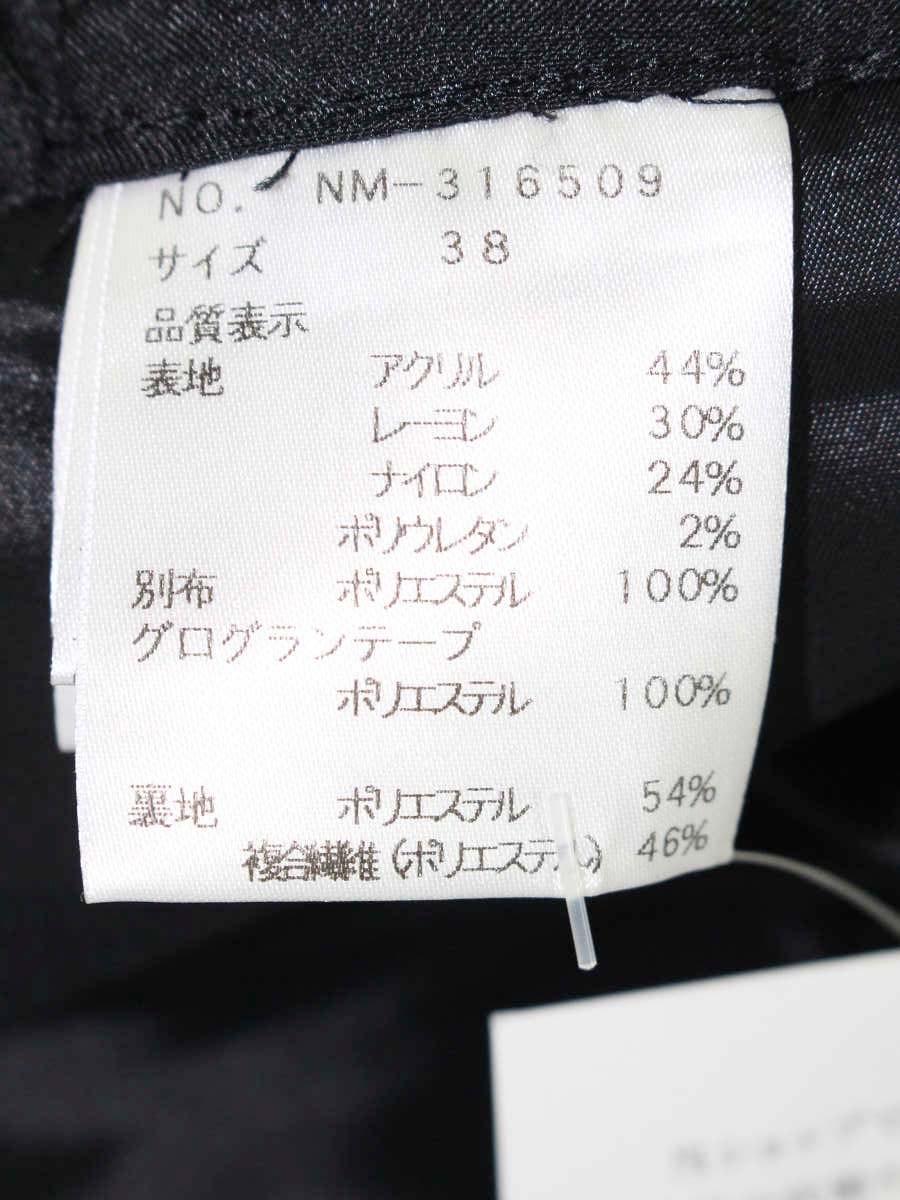 NO. NM-316509
サイズ 38
品質表示
表地 アクリル 44%
レーヨン 30%
ナイロン 24%
ポリウレタン 2%
別布 ポリエステル 100%
グログランテープ
ポリエステル 100%
裏地 ポリエステル 54%
複合繊維(ポリエステル) 46%